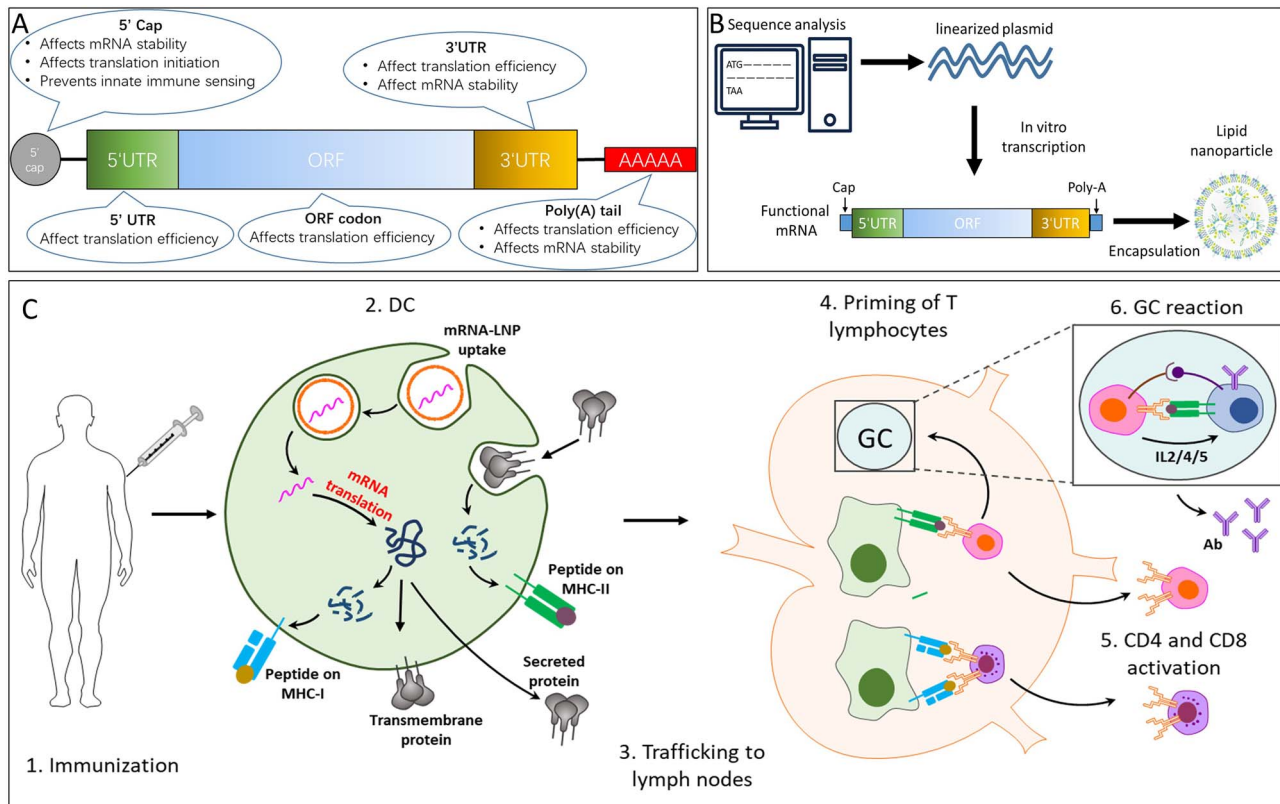 A
5’ Cap
• Affects mRNA stability
• Affects translation initiation
• Prevents innate immune sensing
3’UTR
• Affect translation efficiency
• Affect mRNA stability
5’
cap
5’UTR
ORF
3’UTR
AAAAA
5’ UTR
Affect translation efficiency
ORF codon
Affects translation efficiency
Poly(A) tail
• Affects translation efficiency
• Affects mRNA stability
B
Sequence analysis
ATG
TAA
linearized plasmid
In vitro
transcription
Lipid
nanoparticle
Cap
Poly-A
Functional
mRNA
5’UTR
ORF
3’UTR
Encapsulation
C
1. Immunization
2. DC
mRNA-LNP
uptake
mRNA
translation
Peptide on
MHC-II
Peptide on
MHC-I
Transmembrane
protein
Secreted
protein
3. Trafficking to
lymph nodes
4. Priming of T
lymphocytes
GC
5. CD4 and CD8
activation
6. GC reaction
IL2/4/5
Ab